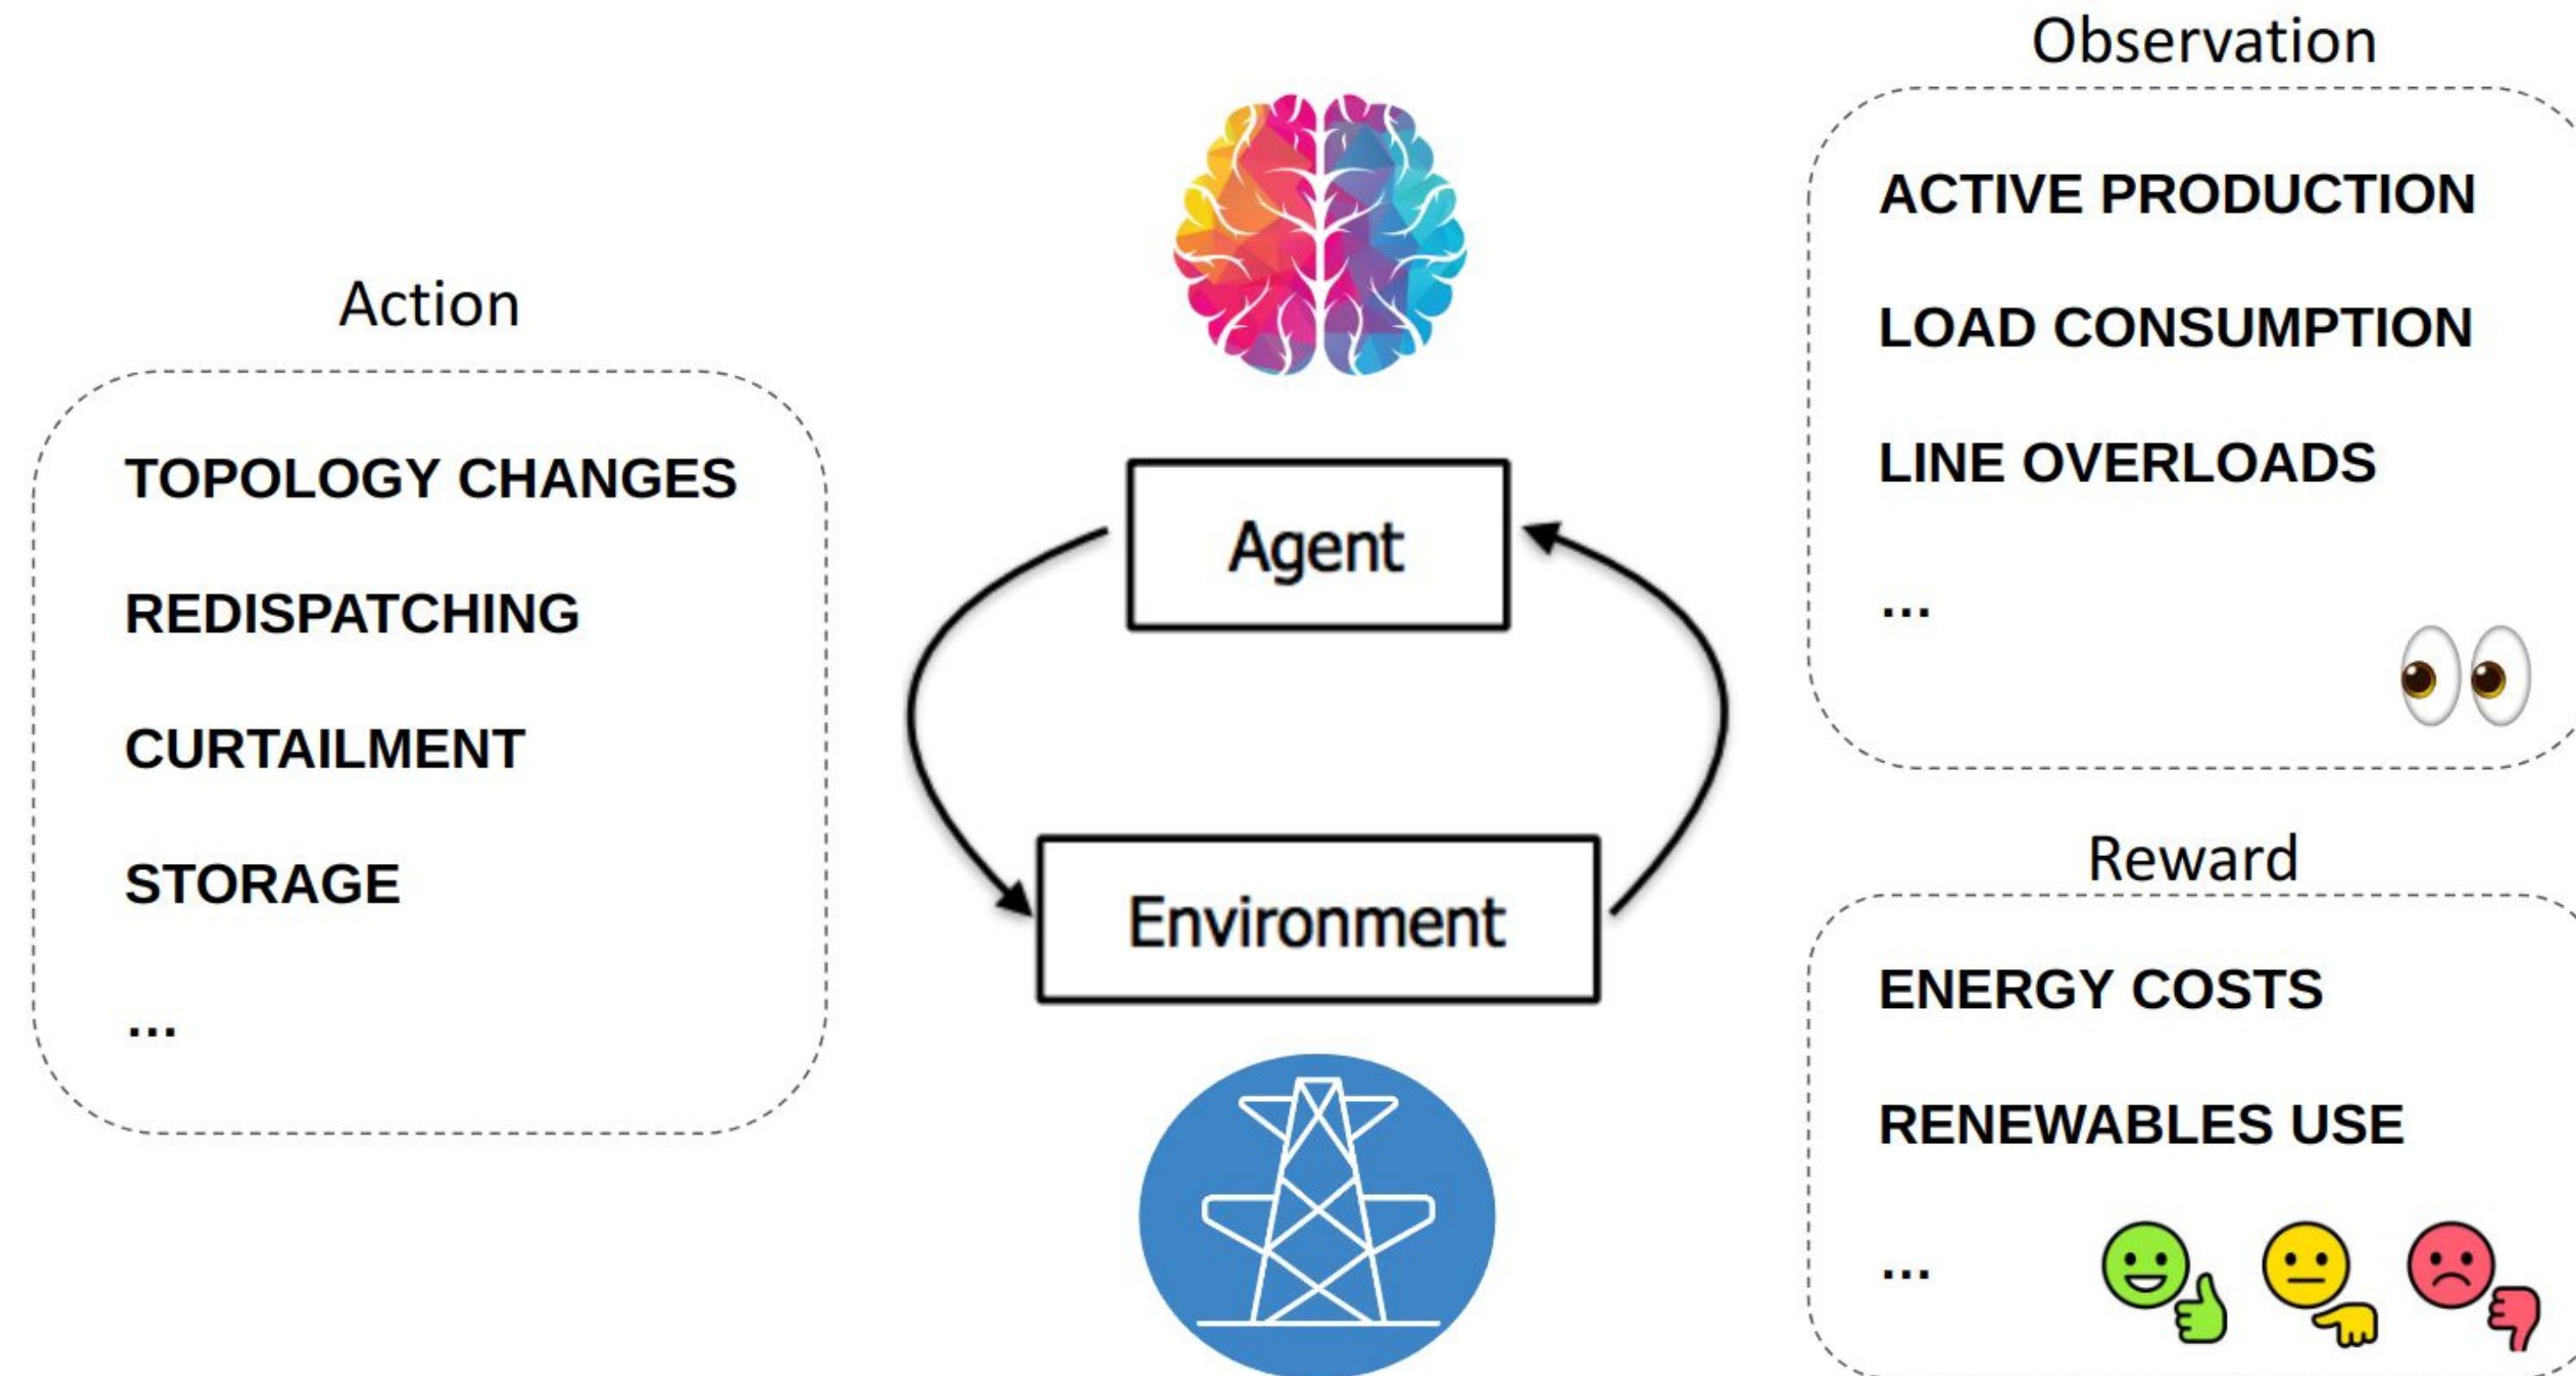 Action
TOPOLOGY CHANGES
REDISPATCHING
CURTAILMENT
STORAGE
...
Agent
Environment
Observation
ACTIVE PRODUCTION
LOAD CONSUMPTION
LINE OVERLOADS
...
Reward
ENERGY COSTS
RENEWABLES USE
...